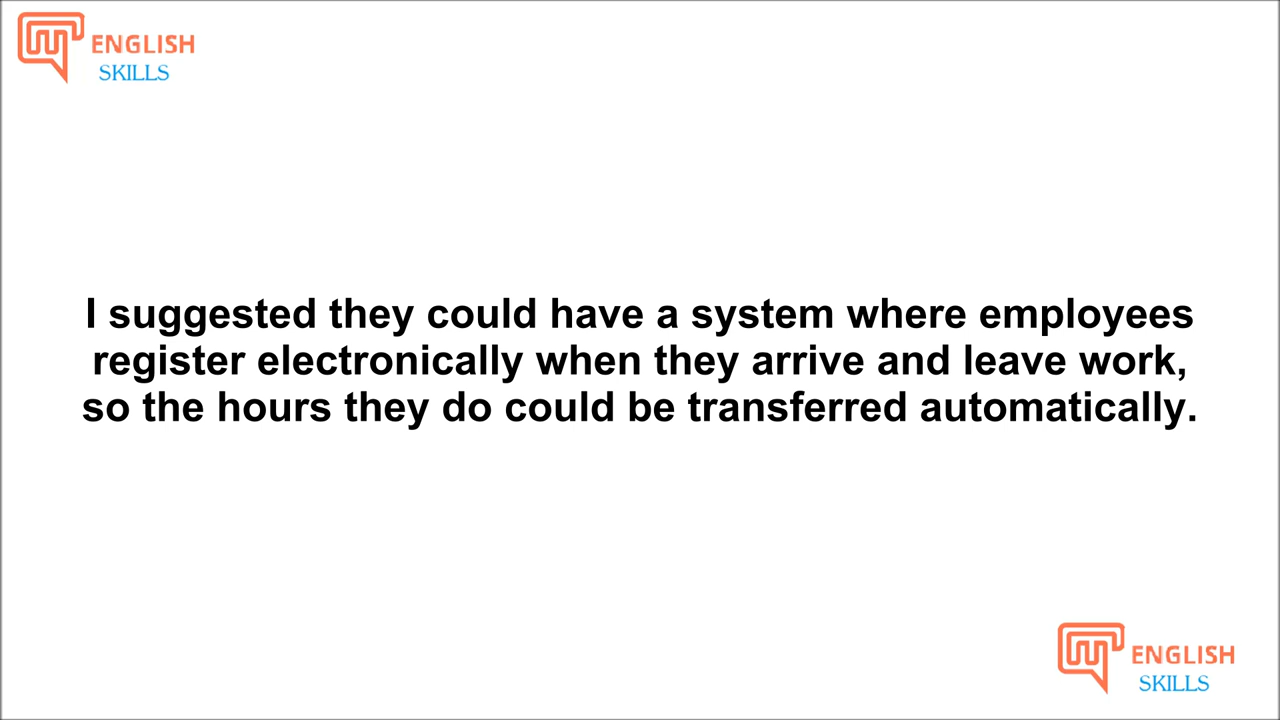 ENGLISH
SKILLS
I suggested they could have a system where employees
register electronically when they arrive and leave work,
so the hours they do could be transferred automatically.
ENGLISH
SKILLS